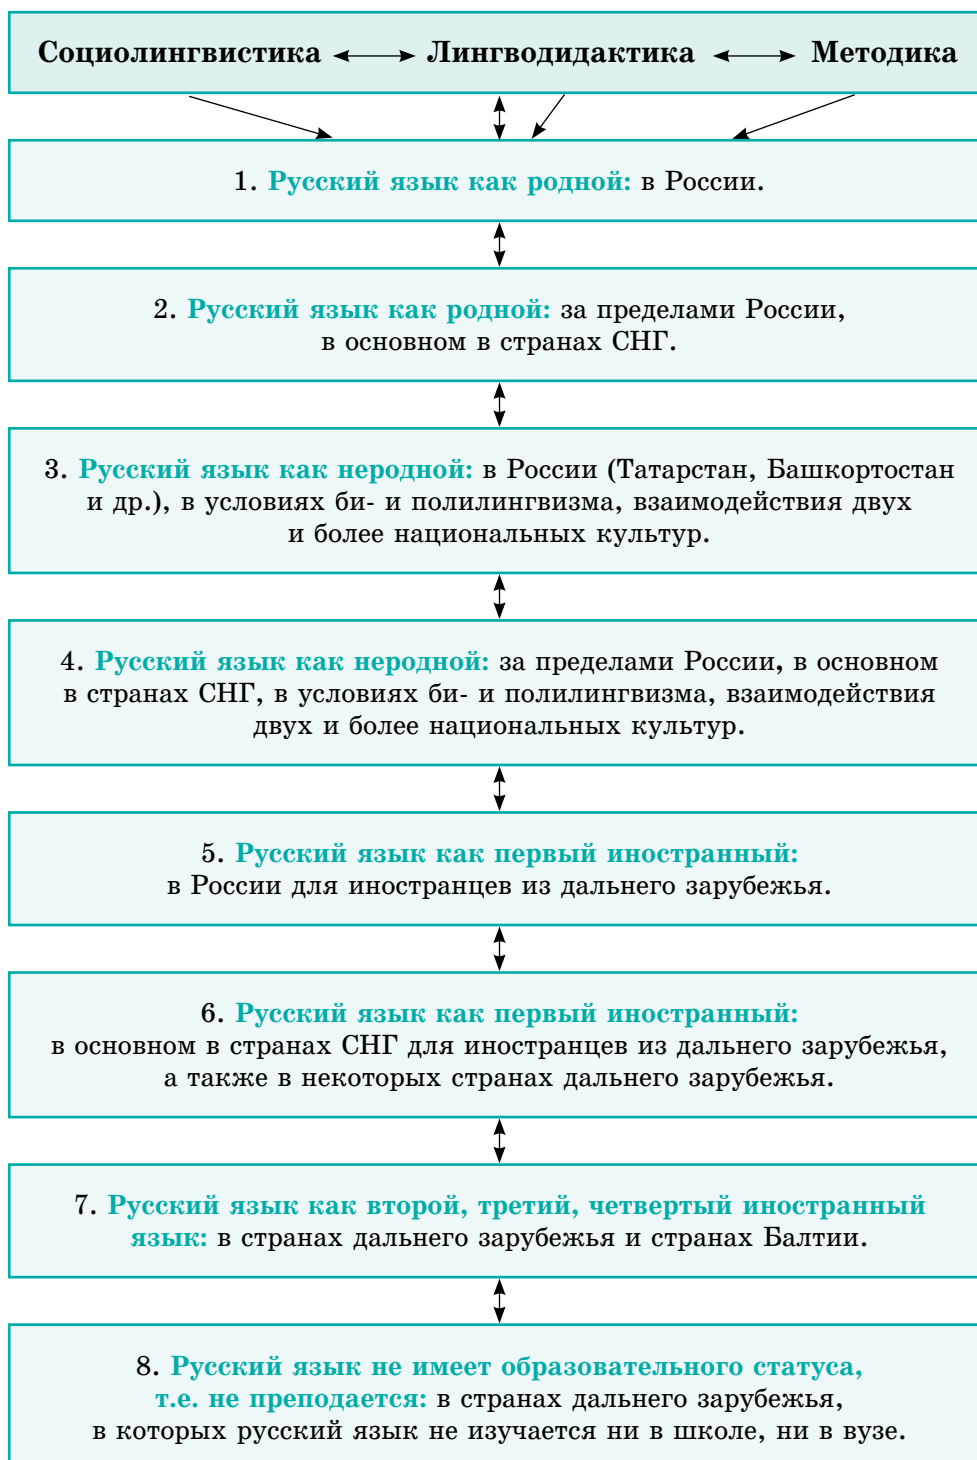 Социолингвистика Лингводидактика Методика
1. Русский язык как родной: в России.
2. Русский язык как родной: за пределами России,
в основном в странах СНГ.
3. Русский язык как неродной: в России (Татарстан, Башкортостан
и др.), в условиях би- и полилингвизма, взаимодействия двух
и более национальных культур.
4. Русский язык как неродной: за пределами России, в основном
в странах СНГ, в условиях би- и полилингвизма, взаимодействия
двух и более национальных культур.
5. Русский язык как первый иностранный:
в России для иностранцев из дальнего зарубежья.
6. Русский язык как первый иностранный:
в основном в странах СНГ для иностранцев из дальнего зарубежья,
а также в некоторых странах дальнего зарубежья.
7. Русский язык как второй, третий, четвертый иностранный
язык: в странах дальнего зарубежья и странах Балтии.
8. Русский язык не имеет образовательного статуса,
т.е. не преподается: в странах дальнего зарубежья,
в которых русский язык не изучается ни в школе, ни в вузе.